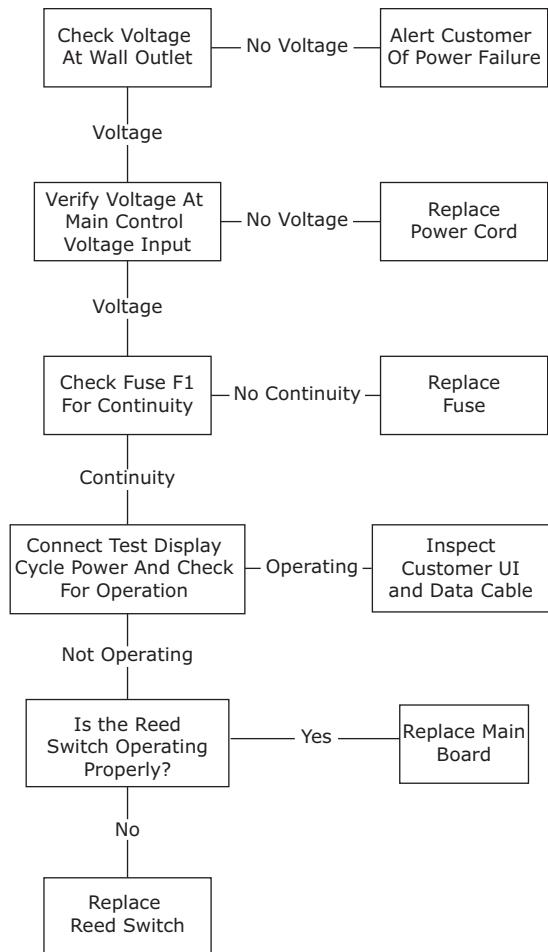 Check Voltage
At Wall Outlet
No Voltage
Alert Customer
Of Power Failure
Voltage
Verify Voltage At
Main Control
Voltage Input
No Voltage
Replace
Power Cord
Voltage
Check Fuse F1
For Continuity
No Continuity
Replace
Fuse
Continuity
Connect Test Display
Cycle Power And Check
For Operation
Operating
Inspect
Customer UI
and Data Cable
Not Operating
Is the Reed
Switch Operating
Properly?
Yes
Replace Main
Board
No
Replace
Reed Switch